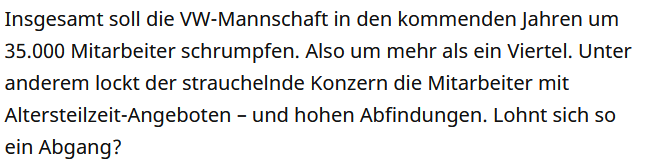 Insgesamt soll die VW-Mannschaft in den kommenden Jahren um
35.000 Mitarbeiter schrumpfen. Also um mehr als ein Viertel. Unter
anderem lockt der strauchelnde Konzern die Mitarbeiter mit
Altersteilzeit-Angeboten – und hohen Abfindungen. Lohnt sich so
ein Abgang?